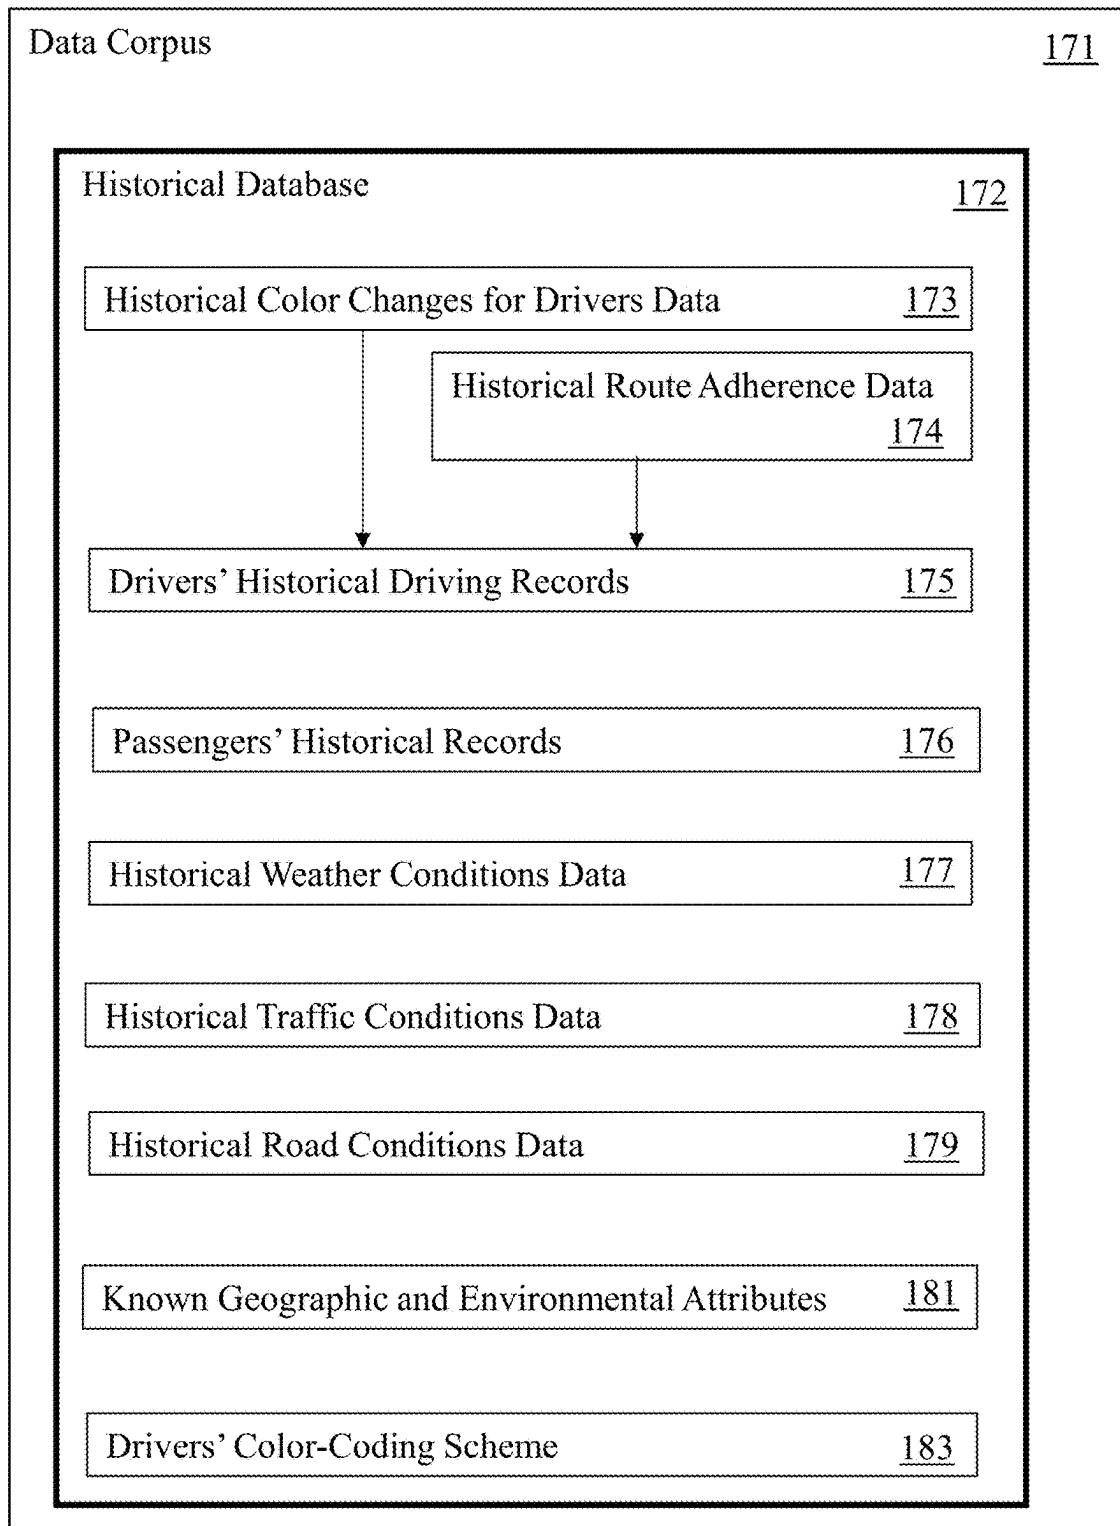 Data Corpus 171
Historical Database 172
Historical Color Changes for Drivers Data 173
Historical Route Adherence Data
174
Drivers’ Historical Driving Records 175
Passengers’ Historical Records 176
Historical Weather Conditions Data 177
Historical Traffic Conditions Data 178
Historical Road Conditions Data 179
Known Geographic and Environmental Attributes 181
Drivers’ Color-Coding Scheme 183